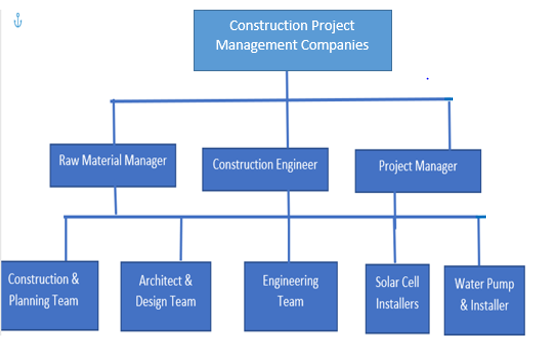 Construction Project
Management Companies
Raw Material Manager
Construction Engineer
Project Manager
Construction &
Planning Team
Architect &
Design Team
Engineering
Team
Solar Cell
Installers
Water Pump
& Installer